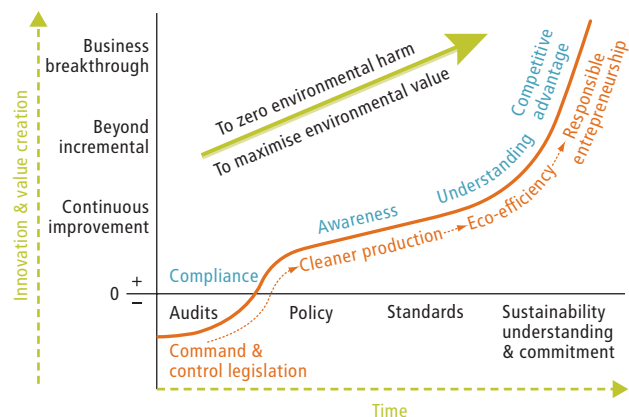 Innovation & value creation
Business
breakthrough
Beyond
incremental
Continuous
improvement
+
0
–
To zero environmental harm
To maximise environmental value
Compliance
Awareness
Understanding
Competitive
advantage
Cleaner production
Eco-efficiency
Responsible
entrepreneurship
Audits
Policy
Standards
Sustainability
understanding
& commitment
Command &
control legislation
Time